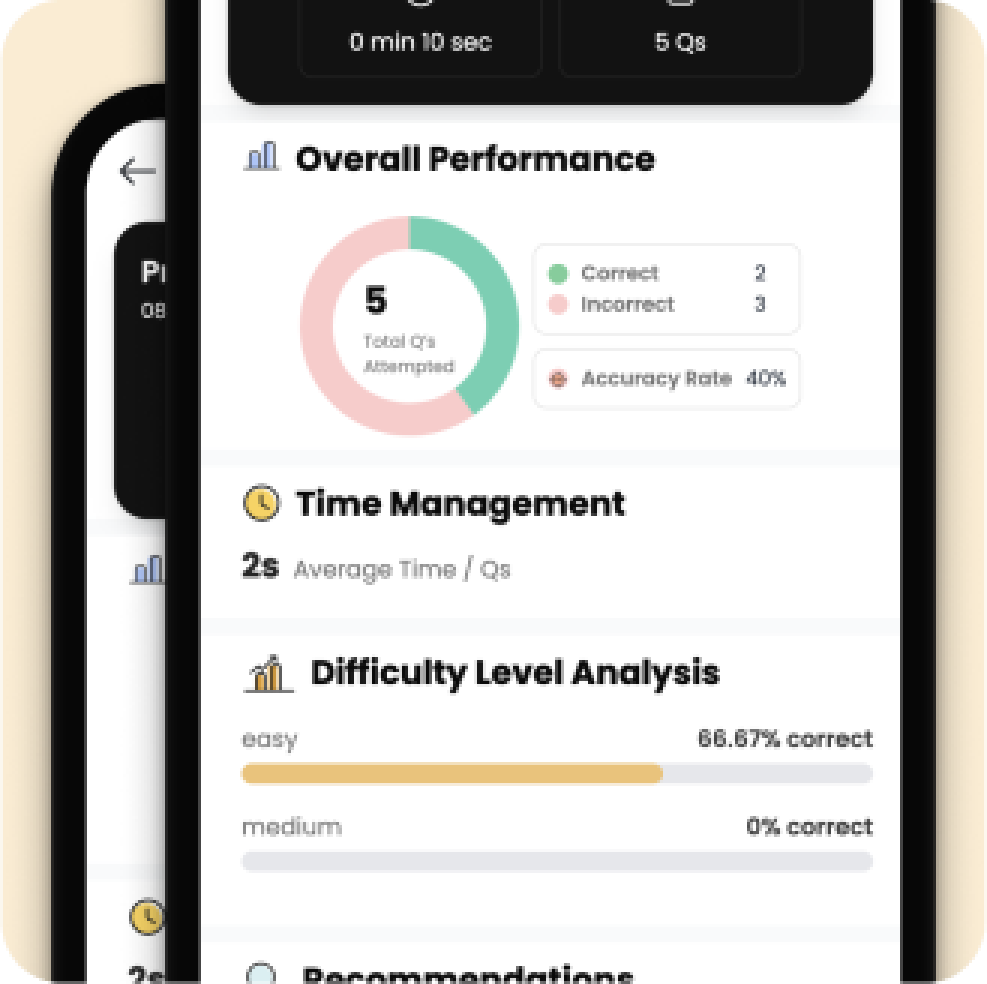 0 min 10 sec
5 Qs
Overall Performance
5
Total Q's
Attempted
Correct 2
Incorrect 3
Accuracy Rate 40%
Time Management
2s Average Time / Qs
Difficulty Level Analysis
easy 66.67% correct
medium 0% correct
Recommendations
08
2s